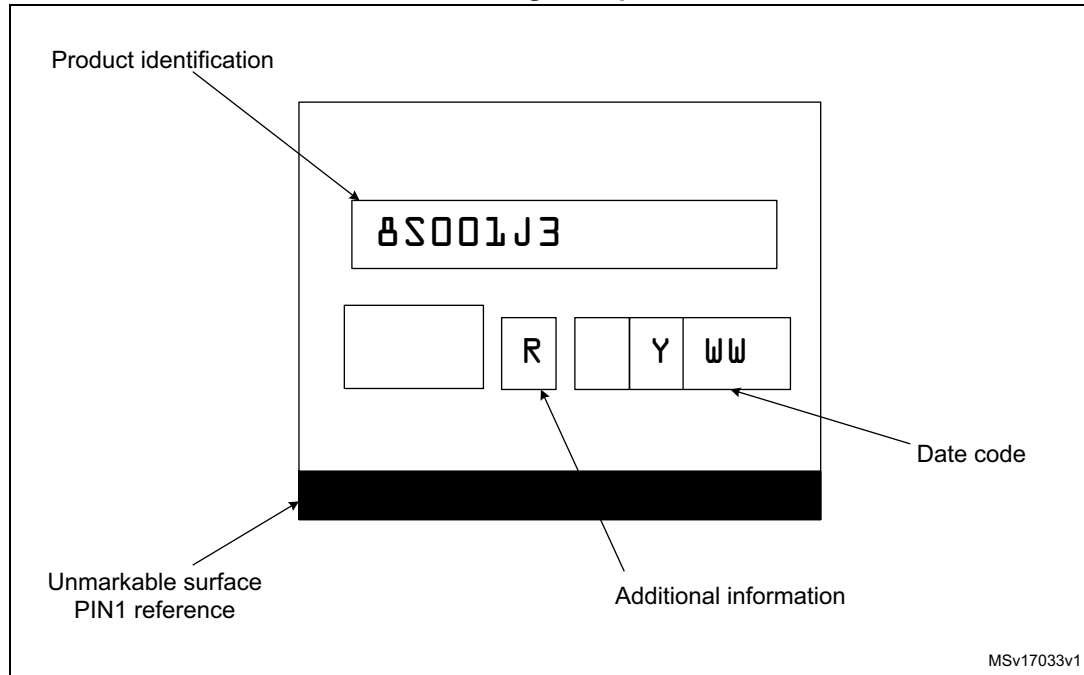 Product identification
8S001J3
R
Y WW
Date code
Unmarkable surface
PIN1 reference
Additional information
MSv17033v1